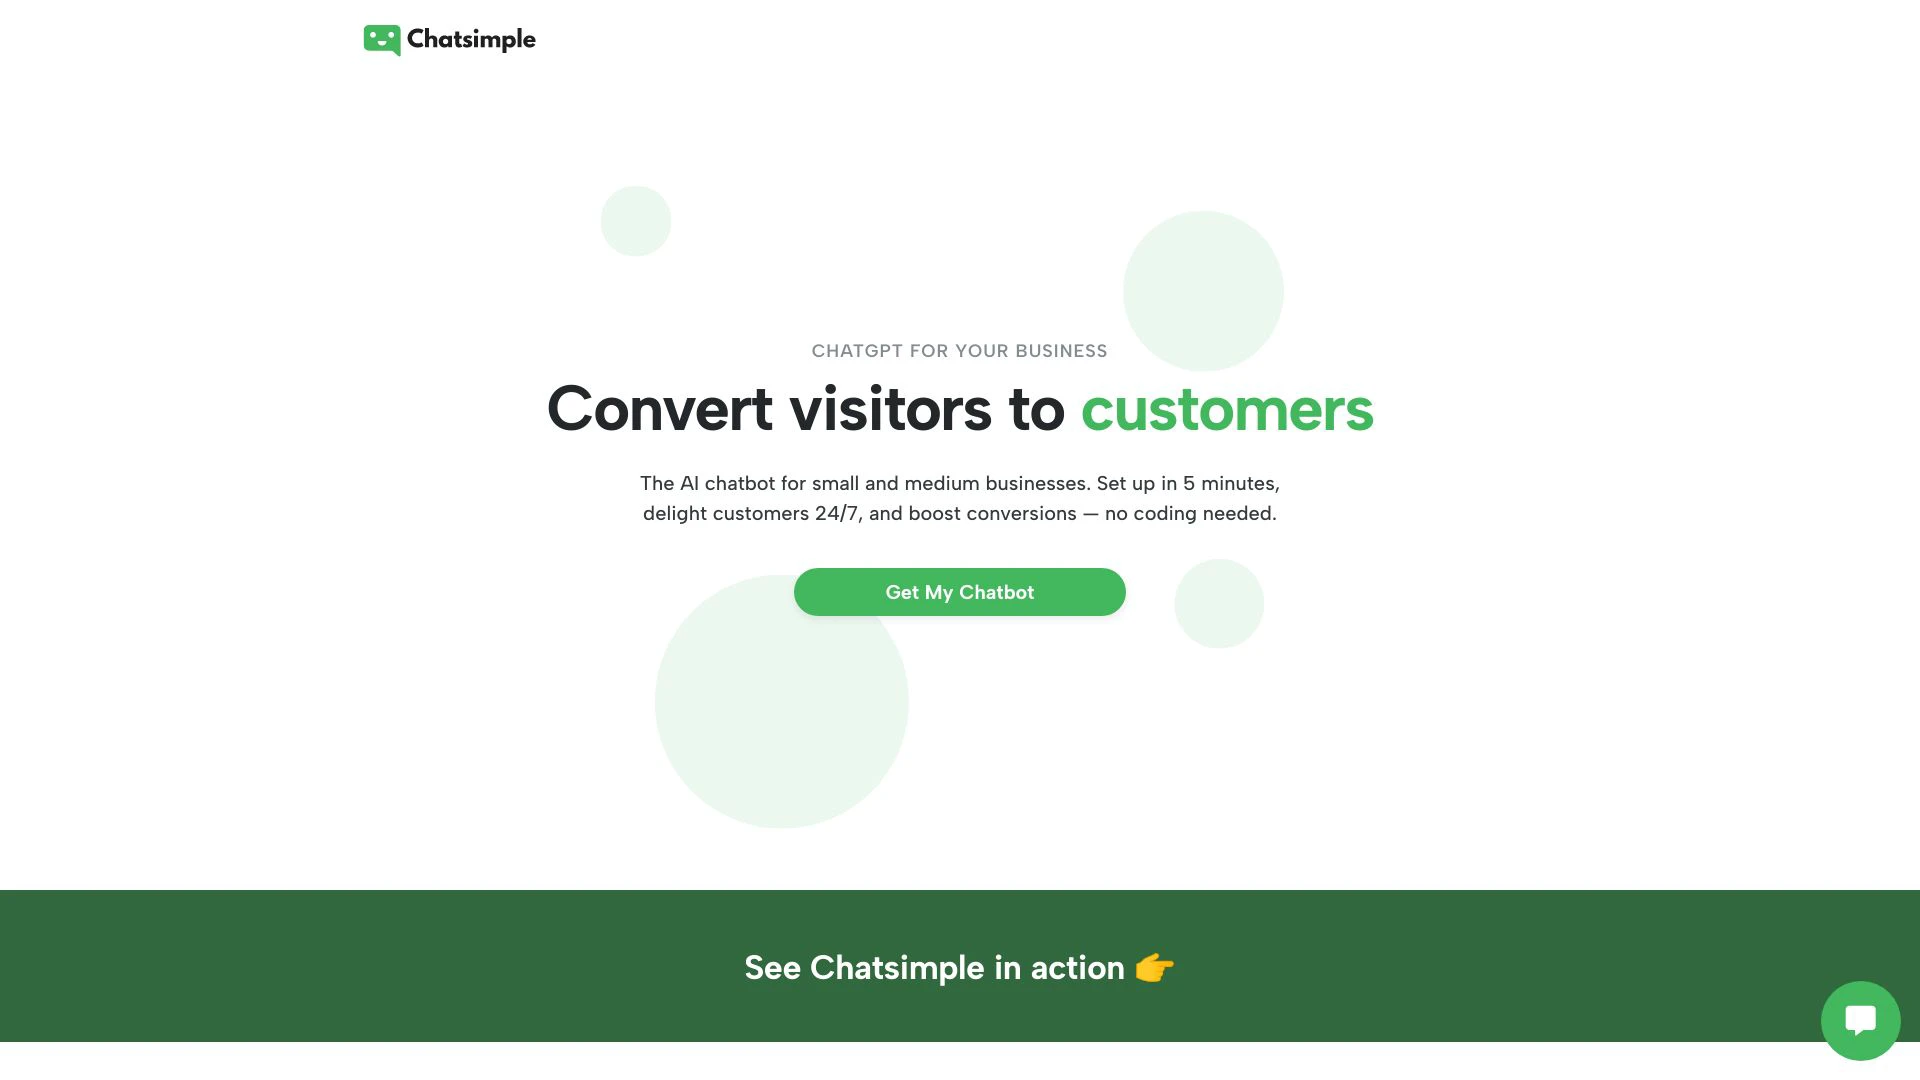 Chatsimple
CHATGPT FOR YOUR BUSINESS
Convert visitors to customers
The AI chatbot for small and medium businesses. Set up in 5 minutes,
delight customers 24/7, and boost conversions — no coding needed.
Get My Chatbot
See Chatsimple in action 👉